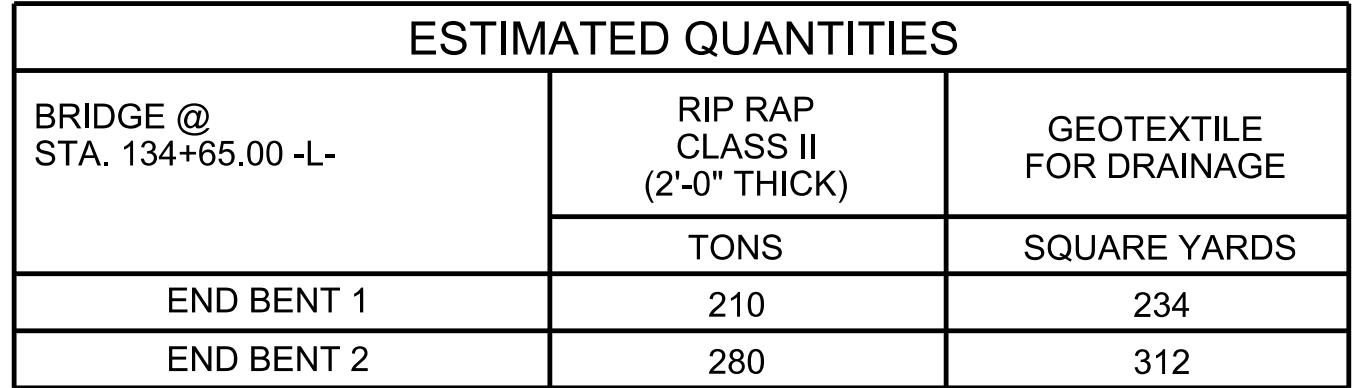 ESTIMATED QUANTITIES
BRIDGE @
STA. 134+65.00 -L-
RIP RAP
CLASS II
(2'-0" THICK)
GEOTEXTILE
FOR DRAINAGE
TONS
SQUARE YARDS
END BENT 1
210
234
END BENT 2
280
312